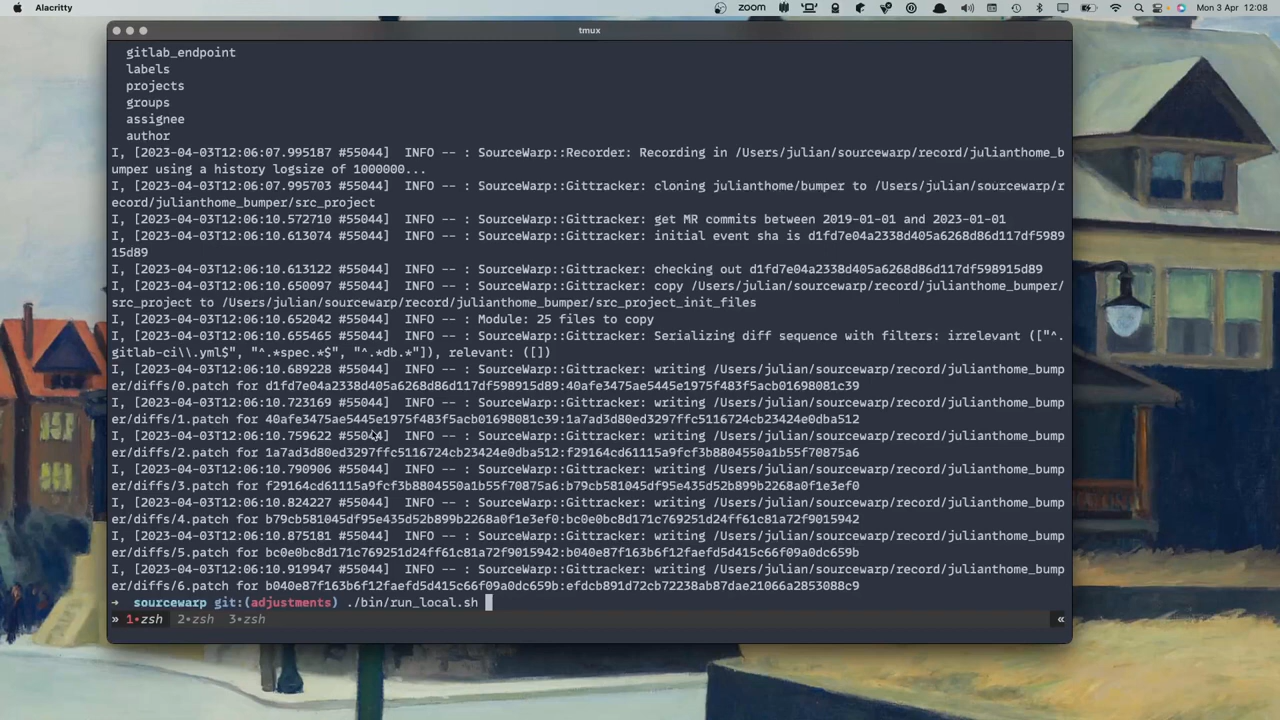 Alacritty
zoom
Mon 3 Apr 12:08
tmux
gitlab_endpoint
labels
projects
groups
assignee
author
I, [2023-04-03T12:06:07.995187 #55044]  INFO -- : SourceWarp::Recorder: Recording in /Users/julian/sourcewarp/record/julianthome_b
umper using a history logsize of 1000000...
I, [2023-04-03T12:06:07.995703 #55044]  INFO -- : SourceWarp::Gittracker: cloning julianthome/bumper to /Users/julian/sourcewarp/r
ecord/julianthome_bumper/src_project
I, [2023-04-03T12:06:10.572710 #55044]  INFO -- : SourceWarp::Gittracker: get MR commits between 2019-01-01 and 2023-01-01
I, [2023-04-03T12:06:10.613074 #55044]  INFO -- : SourceWarp::Gittracker: initial event sha is d1fd7e04a2338d405a6268d86d117df5989
15d89
I, [2023-04-03T12:06:10.613122 #55044]  INFO -- : SourceWarp::Gittracker: checking out d1fd7e04a2338d405a6268d86d117df598915d89
I, [2023-04-03T12:06:10.650097 #55044]  INFO -- : SourceWarp::Gittracker: copy /Users/julian/sourcewarp/record/julianthome_bumper/
src_project to /Users/julian/sourcewarp/record/julianthome_bumper/src_project_init_files
I, [2023-04-03T12:06:10.652042 #55044]  INFO -- : Module: 25 files to copy
I, [2023-04-03T12:06:10.655465 #55044]  INFO -- : SourceWarp::Gittracker: Serializing diff sequence with filters: irrelevant (["^.
gitlab-ci\\.yml$", "^.*spec.*$", "^.*db.*"]), relevant: ([])
I, [2023-04-03T12:06:10.689228 #55044]  INFO -- : SourceWarp::Gittracker: writing /Users/julian/sourcewarp/record/julianthome_bump
er/diffs/0.patch for d1fd7e04a2338d405a6268d86d117df598915d89:40afe3475ae5445e1975f483f5acb01698081c39
I, [2023-04-03T12:06:10.723169 #55044]  INFO -- : SourceWarp::Gittracker: writing /Users/julian/sourcewarp/record/julianthome_bump
er/diffs/1.patch for 40afe3475ae5445e1975f483f5acb01698081c39:1a7ad3d80ed3297ffc5116724cb23424e0dba512
I, [2023-04-03T12:06:10.759622 #55044]  INFO -- : SourceWarp::Gittracker: writing /Users/julian/sourcewarp/record/julianthome_bump
er/diffs/2.patch for 1a7ad3d80ed3297ffc5116724cb23424e0dba512:f29164cd61115a9fcf3b8804550a1b55f70875a6
I, [2023-04-03T12:06:10.790906 #55044]  INFO -- : SourceWarp::Gittracker: writing /Users/julian/sourcewarp/record/julianthome_bump
er/diffs/3.patch for f29164cd61115a9fcf3b8804550a1b55f70875a6:b79cb581045df95e435d52b899b2268a0f1e3ef0
I, [2023-04-03T12:06:10.824227 #55044]  INFO -- : SourceWarp::Gittracker: writing /Users/julian/sourcewarp/record/julianthome_bump
er/diffs/4.patch for b79cb581045df95e435d52b899b2268a0f1e3ef0:bc0e0bc8d171c769251d24ff61c81a72f9015942
I, [2023-04-03T12:06:10.875181 #55044]  INFO -- : SourceWarp::Gittracker: writing /Users/julian/sourcewarp/record/julianthome_bump
er/diffs/5.patch for bc0e0bc8d171c769251d24ff61c81a72f9015942:b040e87f163b6f12faefd5d415c66f09a0dc659b
I, [2023-04-03T12:06:10.919947 #55044]  INFO -- : SourceWarp::Gittracker: writing /Users/julian/sourcewarp/record/julianthome_bump
er/diffs/6.patch for b040e87f163b6f12faefd5d415c66f09a0dc659b:efdcb891d72cb72238ab87dae21066a2853088c9
→  sourcewarp git:(adjustments) ./bin/run_local.sh
» 1•zsh  2•zsh  3•zsh  «